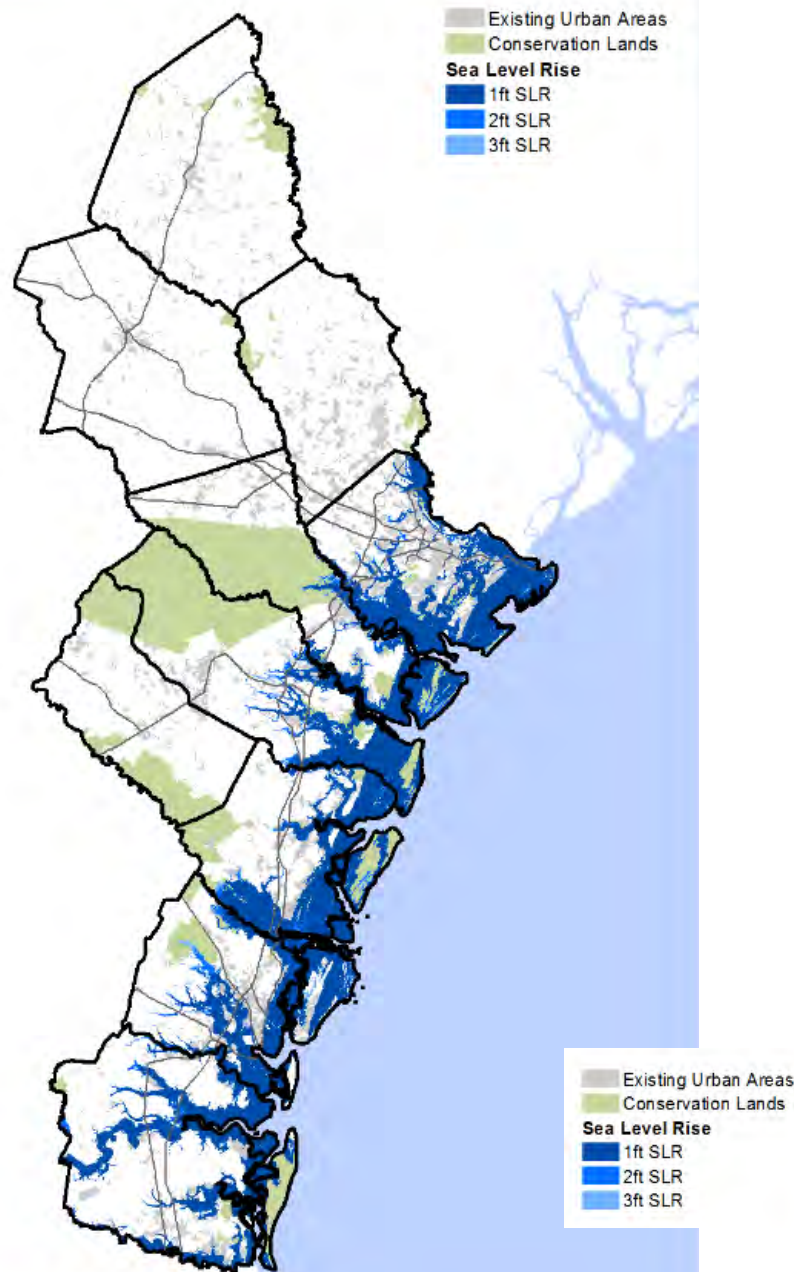 Existing Urban Areas
Conservation Lands
Sea Level Rise
1ft SLR
2ft SLR
3ft SLR
Existing Urban Areas
Conservation Lands
Sea Level Rise
1ft SLR
2ft SLR
3ft SLR